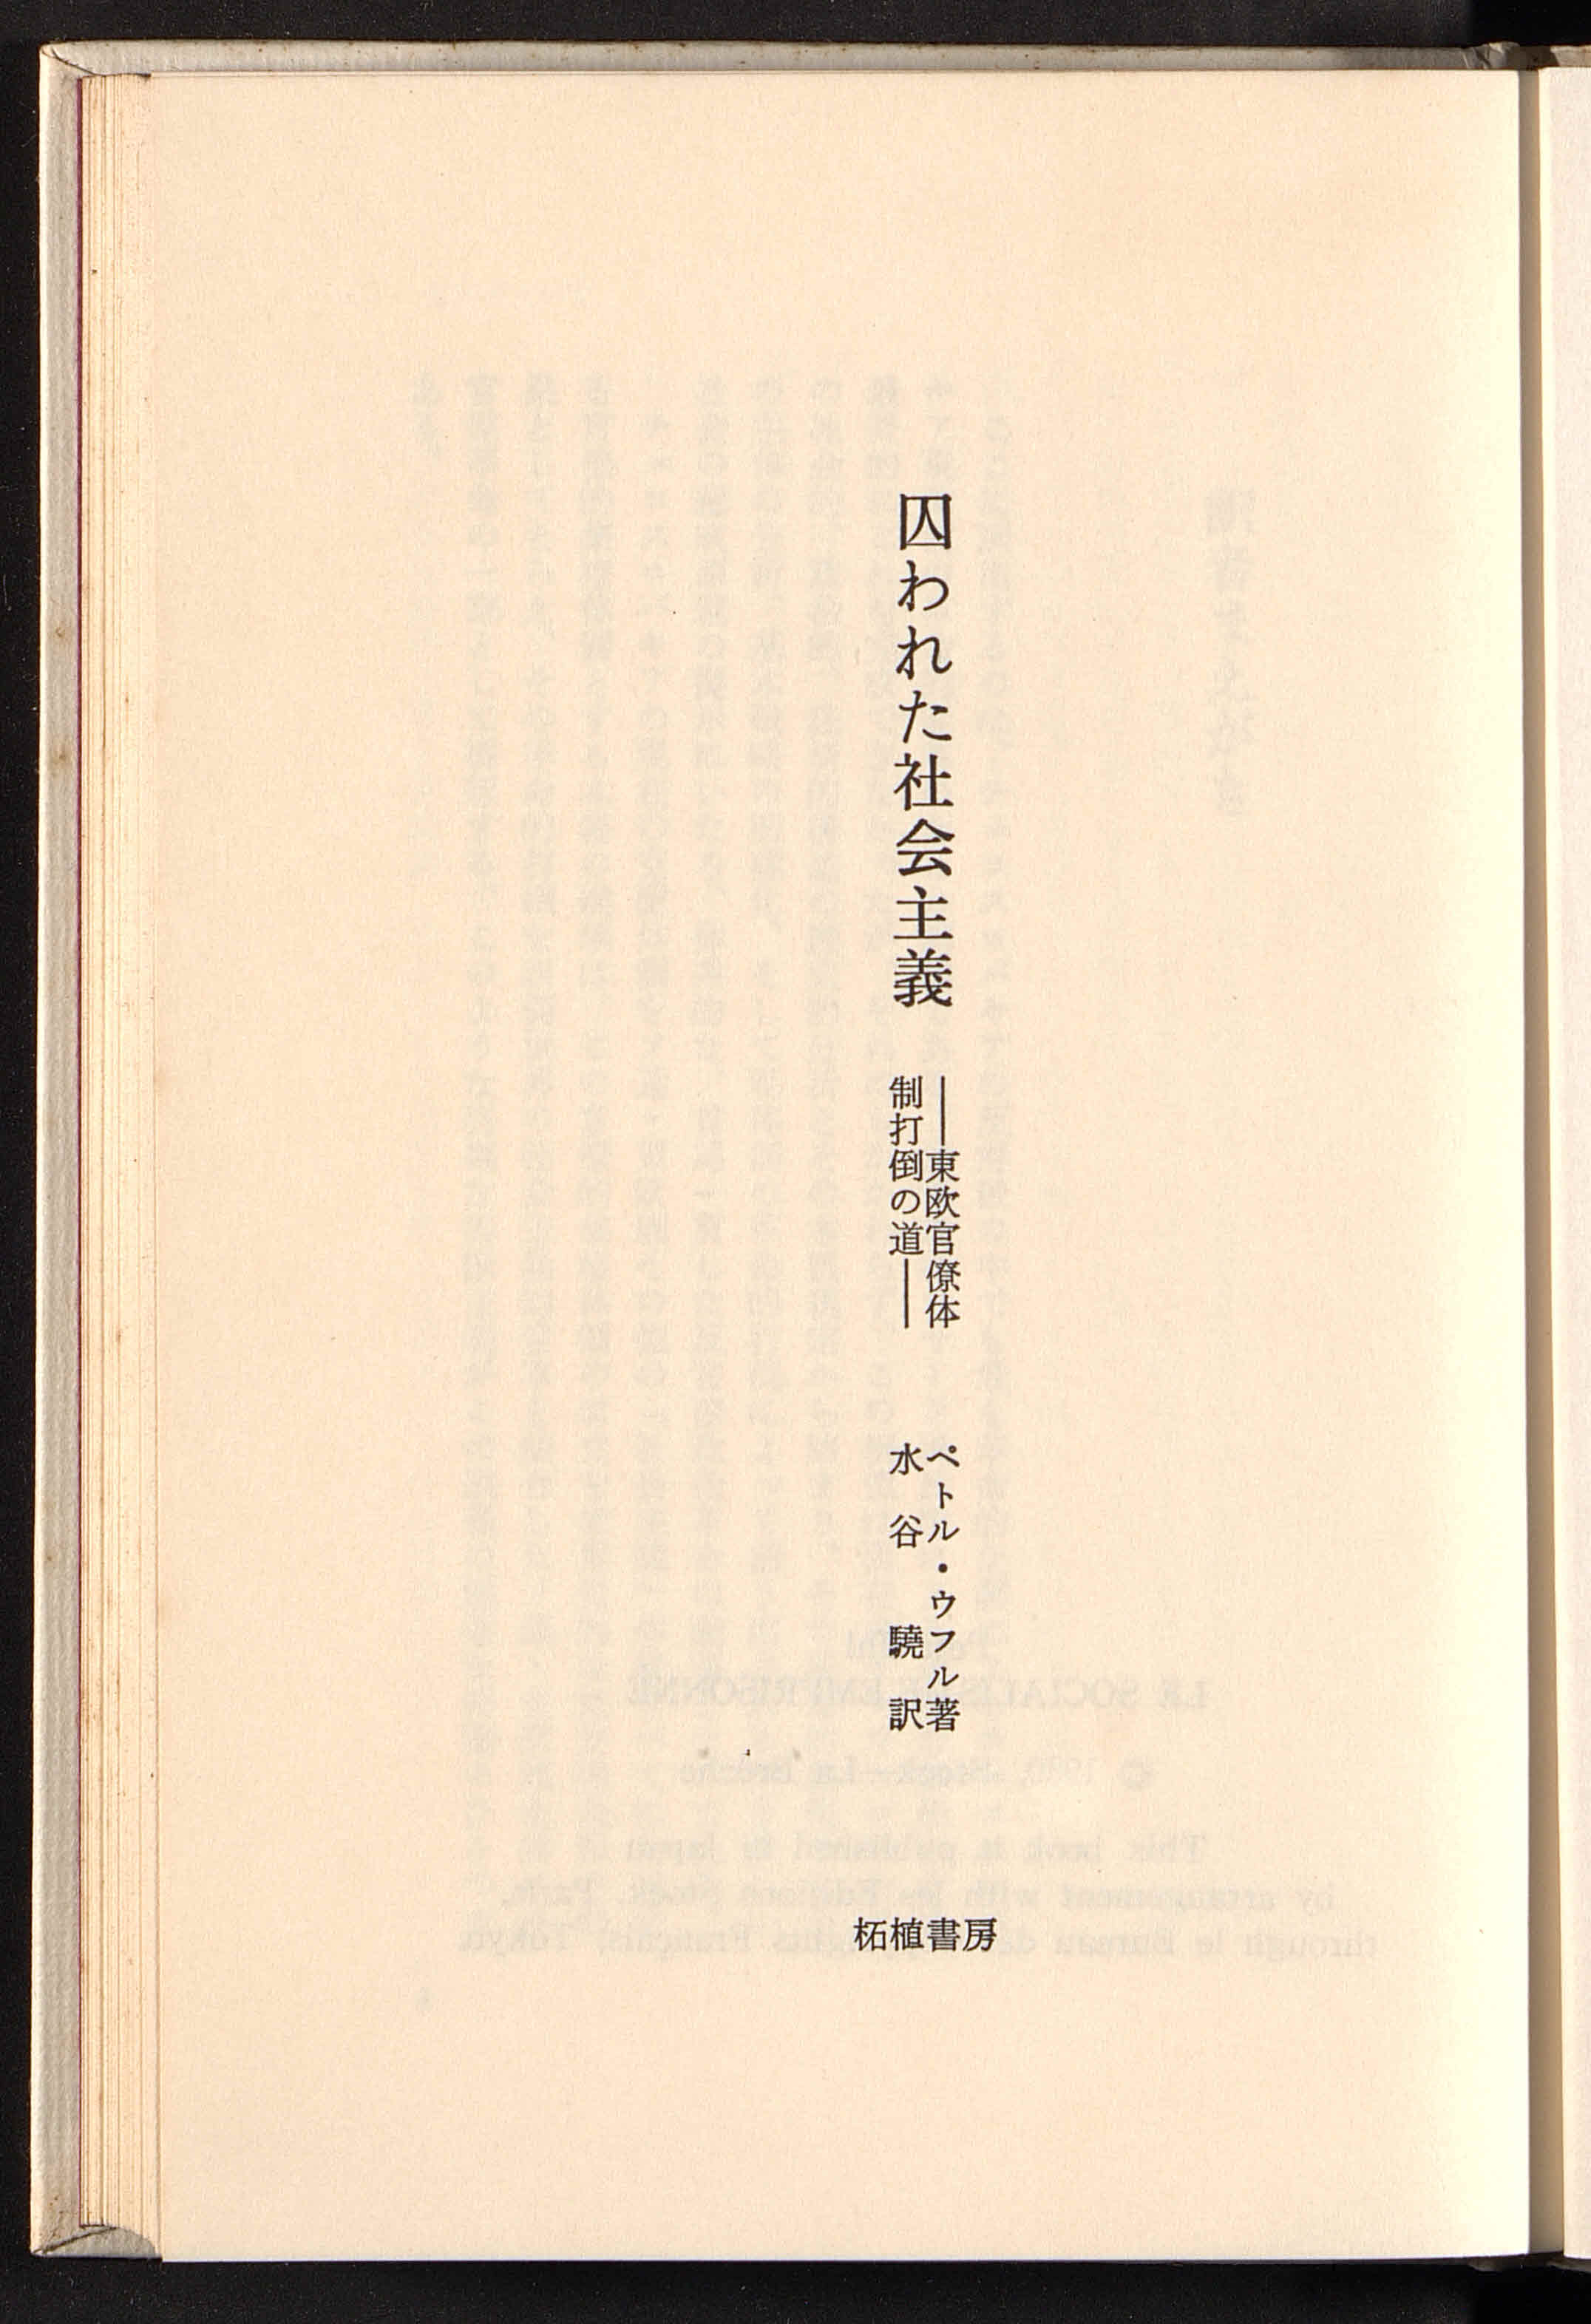 囚われた社会主義
──東欧官僚体
制打倒の道──
ペトル・ウフル著
水谷 驍 訳
柘植書房